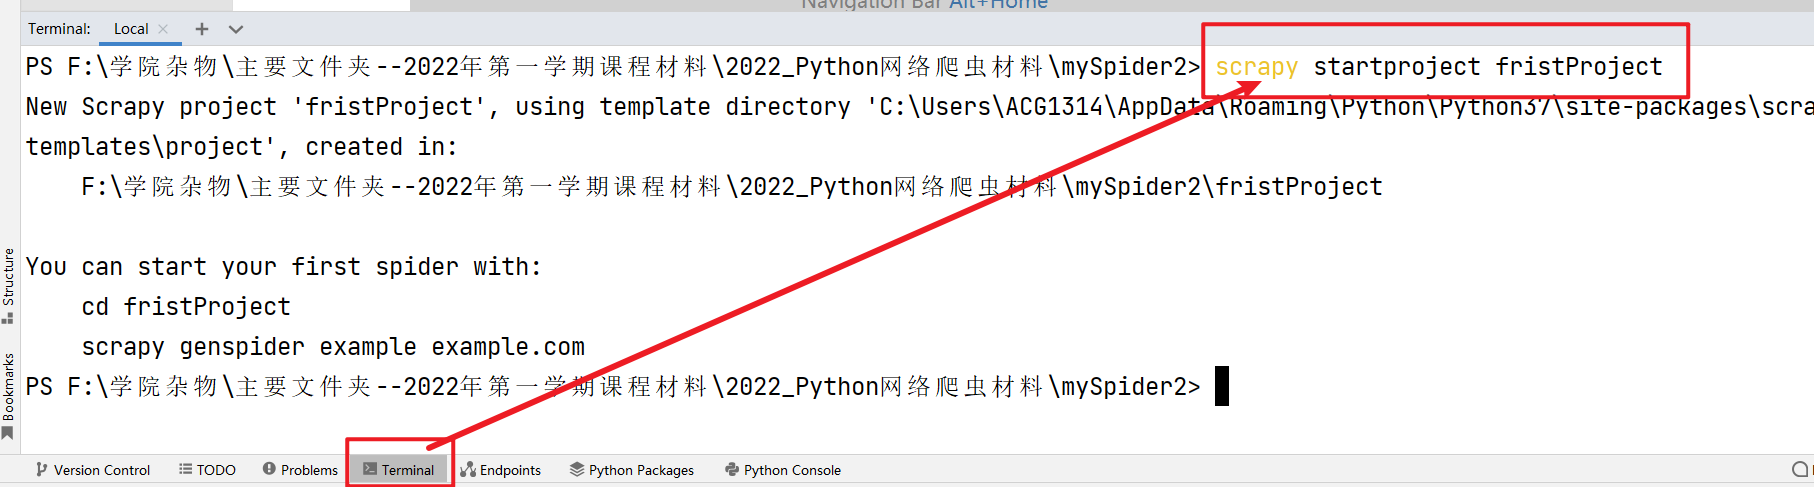 Navigation Bar Alt+Home
Terminal: Local × + 
PS F:\学院杂物\主要文件夹--2022年第一学期课程材料\2022_Python网络爬虫材料\mySpider2> scrapy startproject fristProject
New Scrapy project 'fristProject', using template directory 'C:\Users\ACG1314\AppData\Roaming\Python\Python37\site-packages\scra
templates\project', created in:
F:\学院杂物\主要文件夹--2022年第一学期课程材料\2022_Python网络爬虫材料\mySpider2\fristProject
You can start your first spider with:
cd fristProject
scrapy genspider example example.com
PS F:\学院杂物\主要文件夹--2022年第一学期课程材料\2022_Python网络爬虫材料\mySpider2>
Structure
Bookmarks
Version Control TODO Problems Terminal Endpoints Python Packages Python Console